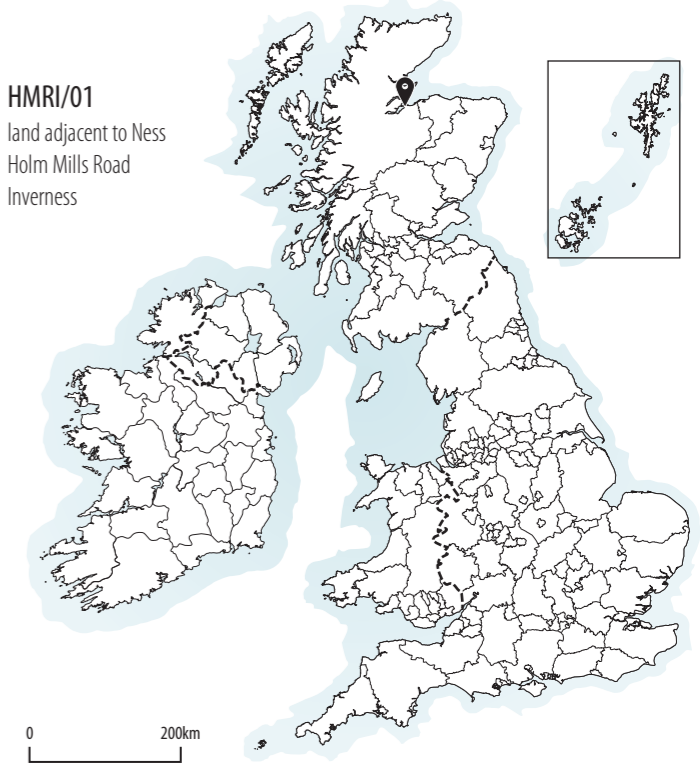 HMRI/01
land adjacent to Ness
Holm Mills Road
Inverness
0 200km